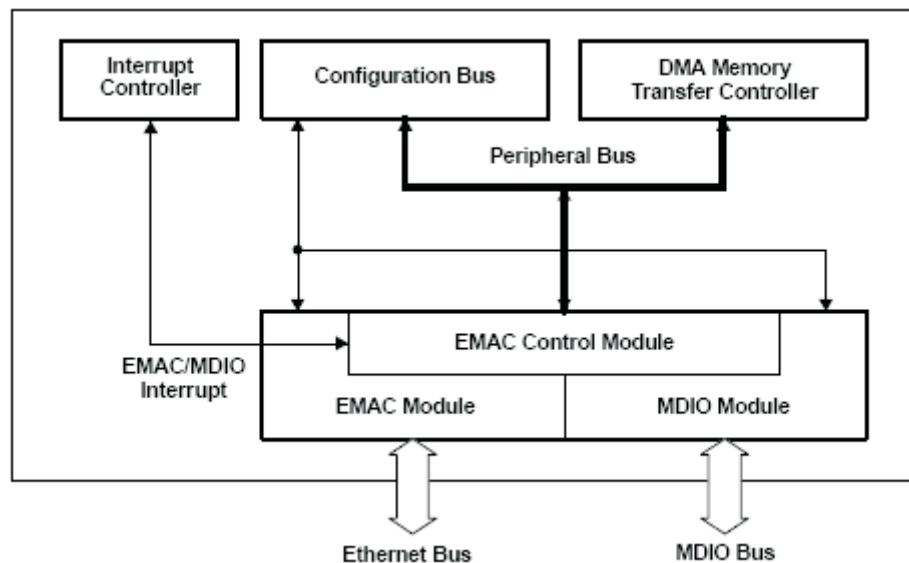 Interrupt
Controller
Configuration Bus
DMA Memory
Transfer Controller
Peripheral Bus
EMAC Control Module
EMAC/MDIO
Interrupt
EMAC Module
MDIO Module
Ethernet Bus
MDIO Bus